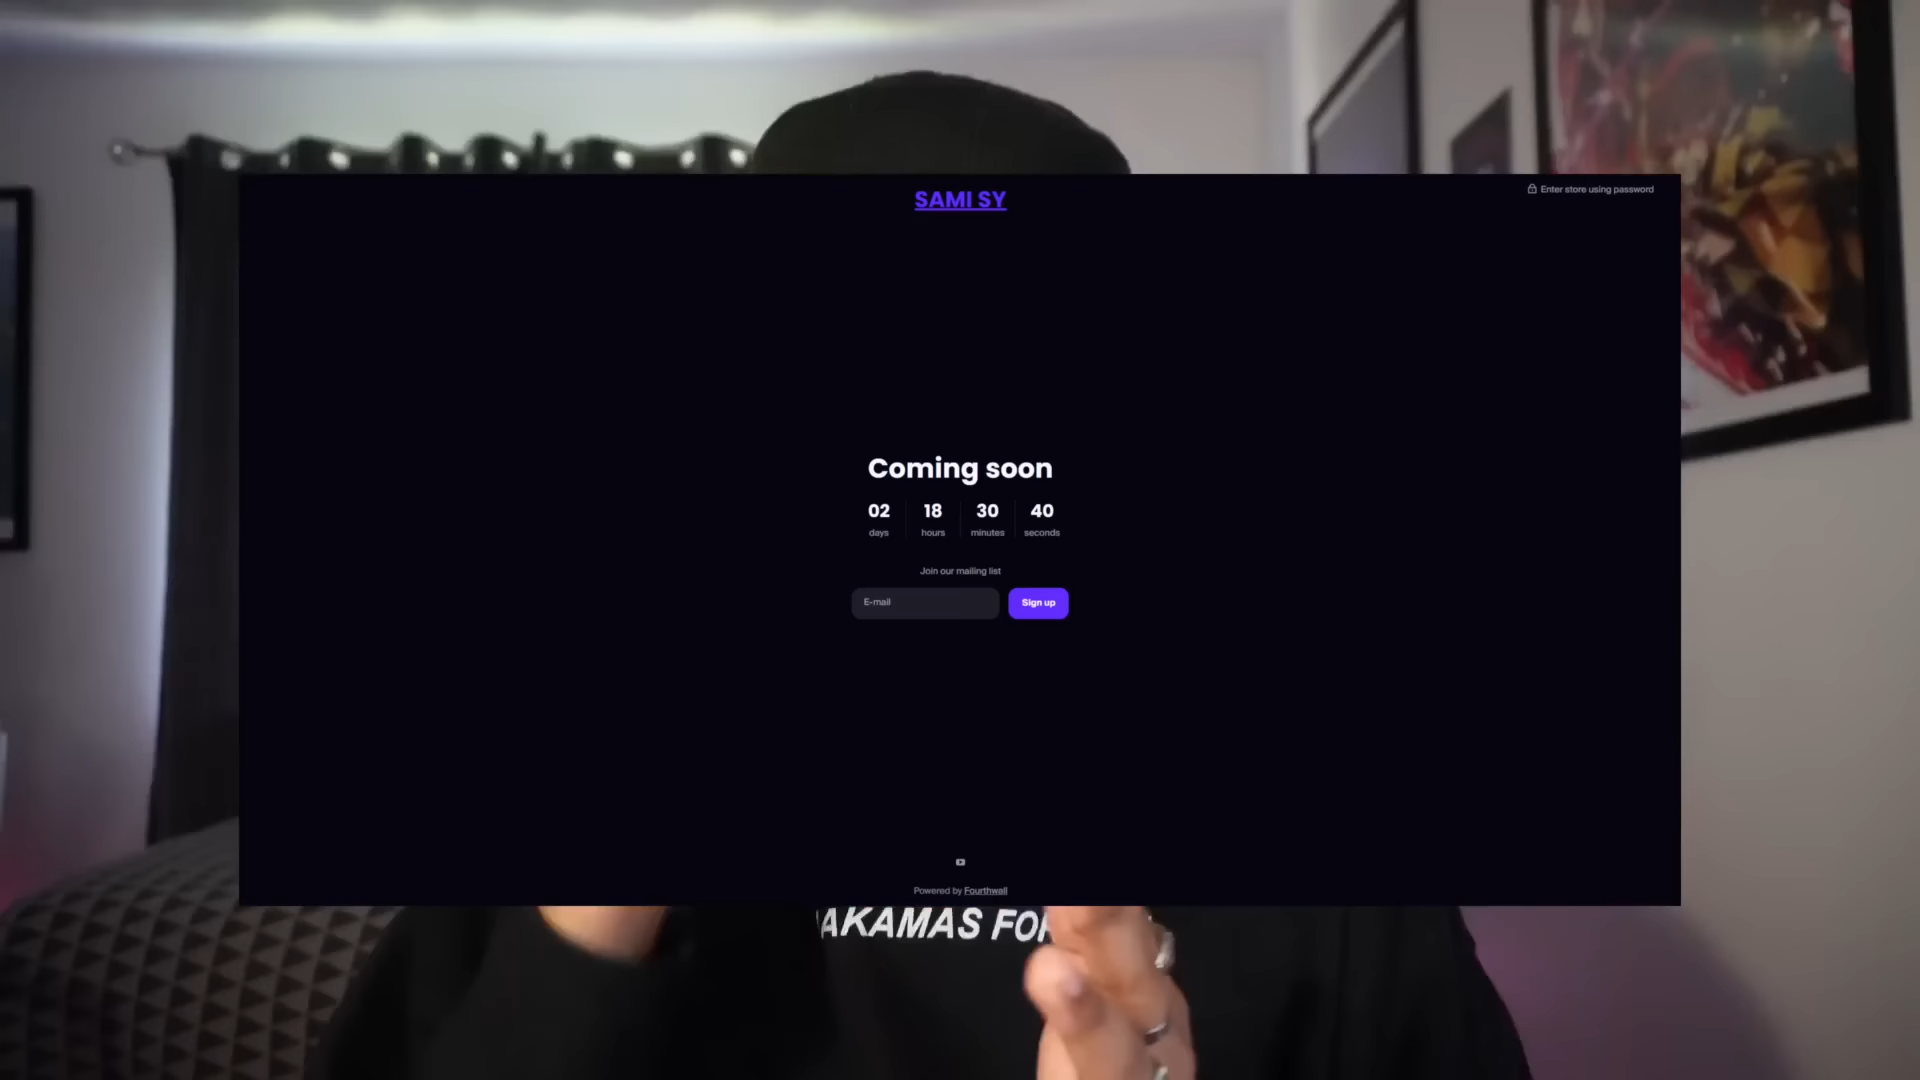 SAMI SY
Enter store using password
Coming soon
02 18 30 40
days hours minutes seconds
Join our mailing list
E-mail Sign up
Powered by Fourthwall
AKAMAS FO